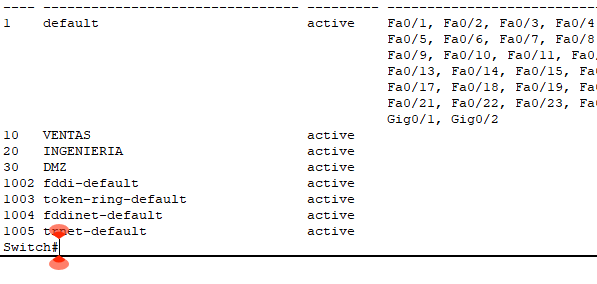 ---- -------------------------------- --------- -------------------------------
1 default active Fa0/1, Fa0/2, Fa0/3, Fa0/4
Fa0/5, Fa0/6, Fa0/7, Fa0/8
Fa0/9, Fa0/10, Fa0/11,
Fa0/13, Fa0/14, Fa0/15,
Fa0/17, Fa0/18, Fa0/19,
Fa0/21, Fa0/22, Fa0/23,
Gig0/1, Gig0/2
10 VENTAS active
20 INGENIERIA active
30 DMZ active
1002 fddi-default active
1003 token-ring-default active
1004 fddinet-default active
1005 trnet-default active
Switch#